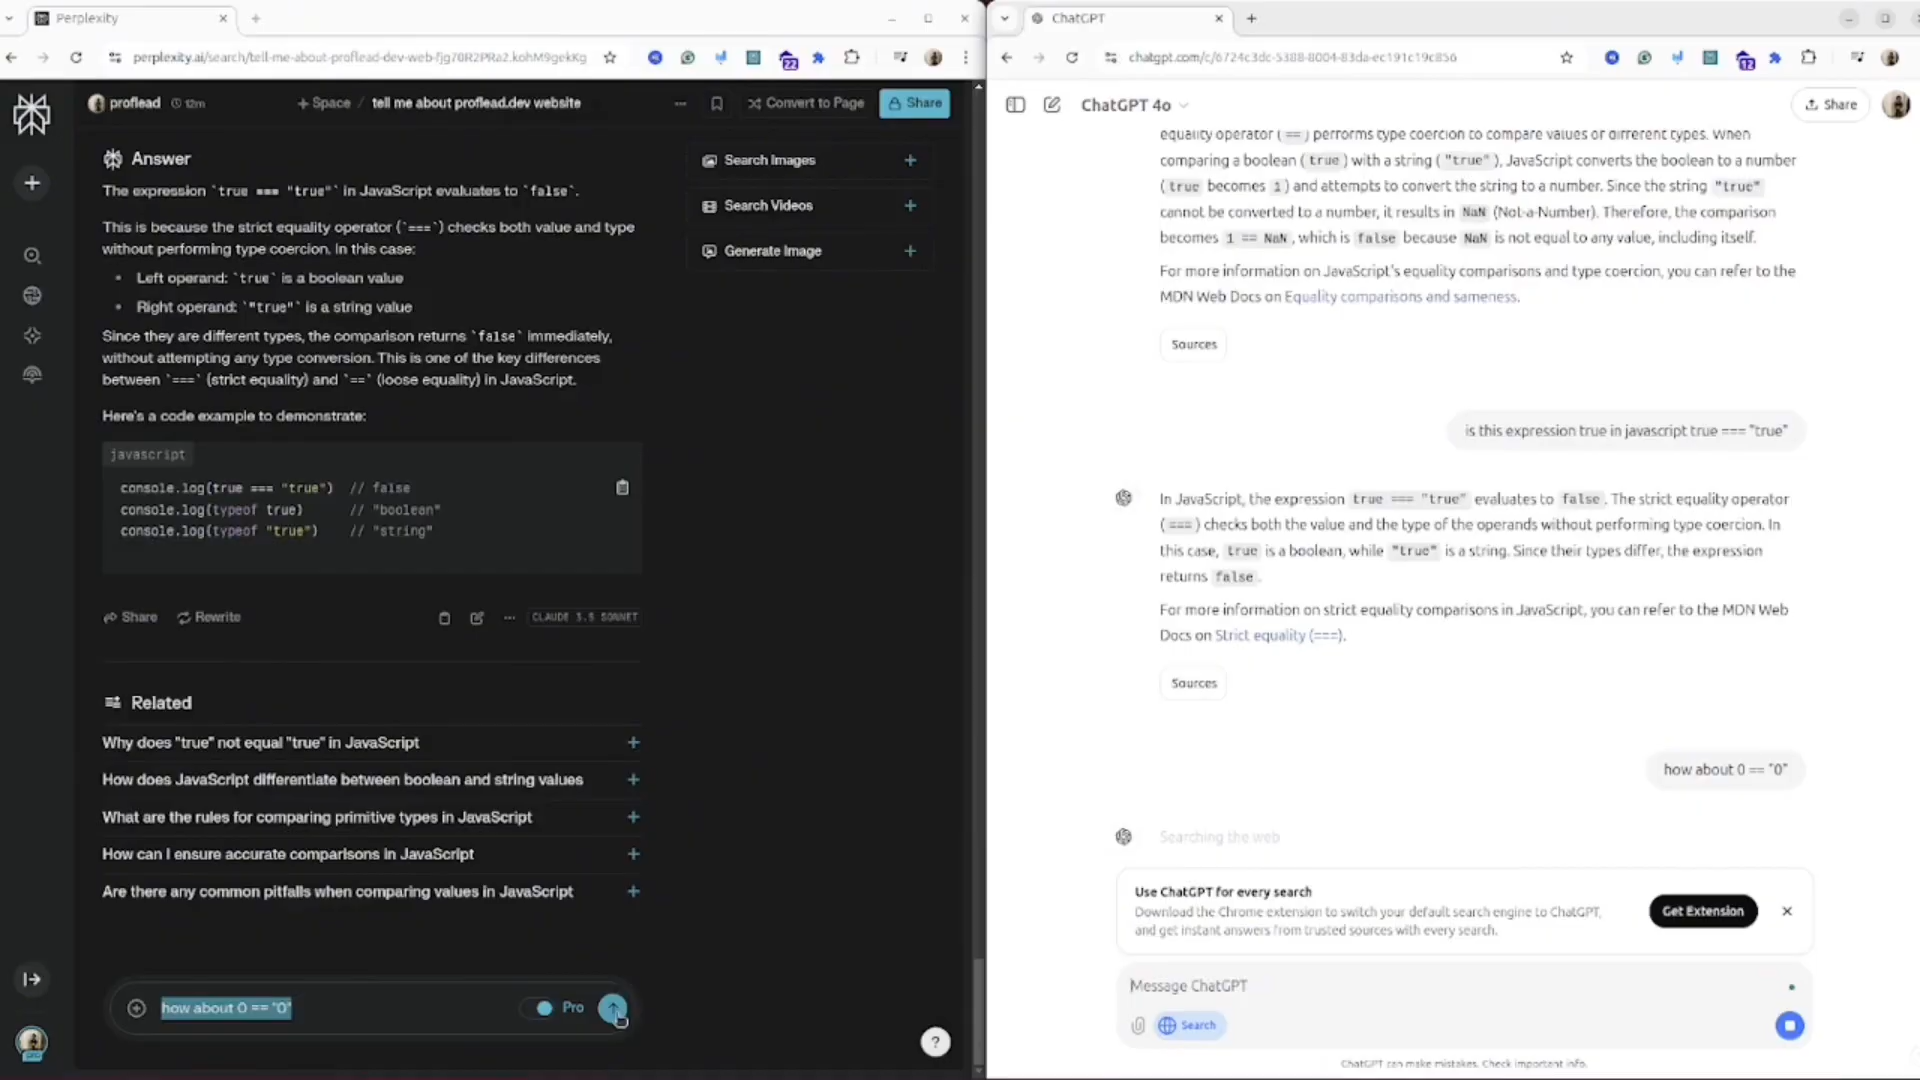 Perplexity
perplexity.ai/search/tell-me-about-proflead-dev-web-fjg70R2PRa2.kohM9gekKg
22
proflead
12m
Space / tell me about proflead.dev website
Convert to Page
Share
Answer
The expression `true === "true"` in JavaScript evaluates to `false`.
This is because the strict equality operator (`===`) checks both value and type
without performing type coercion. In this case:
• Left operand: `true` is a boolean value
• Right operand: `"true"` is a string value
Since they are different types, the comparison returns `false` immediately,
without attempting any type conversion. This is one of the key differences
between `===` (strict equality) and `==` (loose equality) in JavaScript.
Here's a code example to demonstrate:
javascript
console.log(true === "true")  // false
console.log(typeof true)      // "boolean"
console.log(typeof "true")    // "string"
Share
Rewrite
CLAUDE 3.5 SONNET
Related
Why does "true" not equal "true" in JavaScript
How does JavaScript differentiate between boolean and string values
What are the rules for comparing primitive types in JavaScript
How can I ensure accurate comparisons in JavaScript
Are there any common pitfalls when comparing values in JavaScript
how about 0 == "0"
Pro
pro
?
Search Images
Search Videos
Generate Image
ChatGPT
chatgpt.com/c/6724c3dc-5388-8004-83da-ec191c19c856
12
ChatGPT 4o
Share
equality operator (==) performs type coercion to compare values of different types. When
comparing a boolean (true) with a string ("true"), JavaScript converts the boolean to a number
(true becomes 1) and attempts to convert the string to a number. Since the string "true"
cannot be converted to a number, it results in NaN (Not-a-Number). Therefore, the comparison
becomes 1 == NaN, which is false because NaN is not equal to any value, including itself.
For more information on JavaScript's equality comparisons and type coercion, you can refer to the
MDN Web Docs on Equality comparisons and sameness.
Sources
is this expression true in javascript true === "true"
In JavaScript, the expression true === "true" evaluates to false. The strict equality operator
(===) checks both the value and the type of the operands without performing type coercion. In
this case, true is a boolean, while "true" is a string. Since their types differ, the expression
returns false.
For more information on strict equality comparisons in JavaScript, you can refer to the MDN Web
Docs on Strict equality (===).
Sources
how about 0 == "0"
Searching the web
Use ChatGPT for every search
Download the Chrome extension to switch your default search engine to ChatGPT,
and get instant answers from trusted sources with every search.
Get Extension
Message ChatGPT
Search
ChatGPT can make mistakes. Check important info.